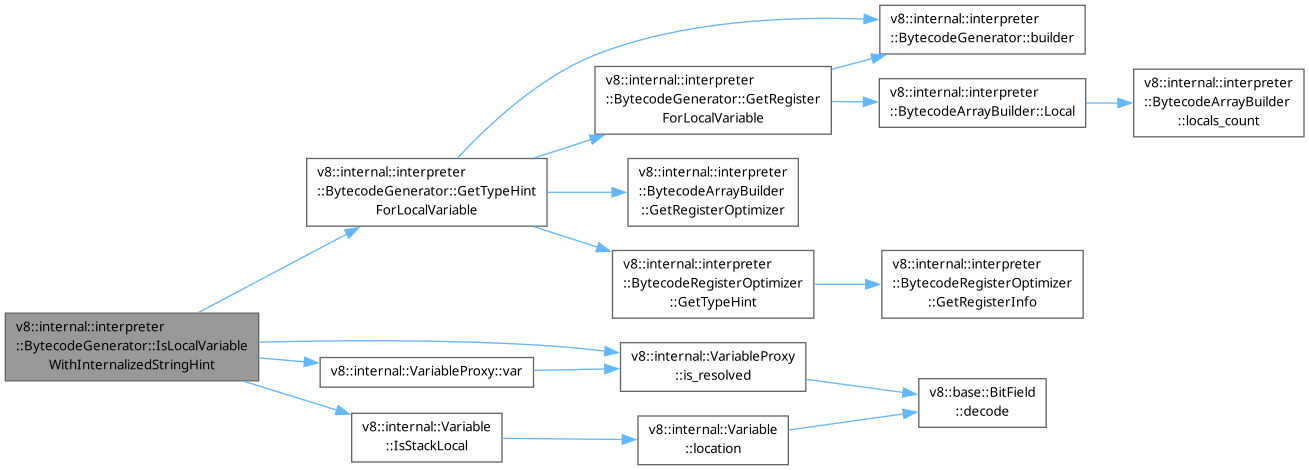 v8::internal::interpreter
::BytecodeGenerator::builder
v8::internal::interpreter
::BytecodeGenerator::GetRegister
ForLocalVariable
v8::internal::interpreter
::BytecodeArrayBuilder::Local
v8::internal::interpreter
::BytecodeArrayBuilder
::locals_count
v8::internal::interpreter
::BytecodeGenerator::GetTypeHint
ForLocalVariable
v8::internal::interpreter
::BytecodeArrayBuilder
::GetRegisterOptimizer
v8::internal::interpreter
::BytecodeRegisterOptimizer
::GetTypeHint
v8::internal::interpreter
::BytecodeRegisterOptimizer
::GetRegisterInfo
v8::internal::interpreter
::BytecodeGenerator::IsLocalVariable
WithInternalizedStringHint
v8::internal::VariableProxy::var
v8::internal::VariableProxy
::is_resolved
v8::base::BitField
::decode
v8::internal::Variable
::IsStackLocal
v8::internal::Variable
::location